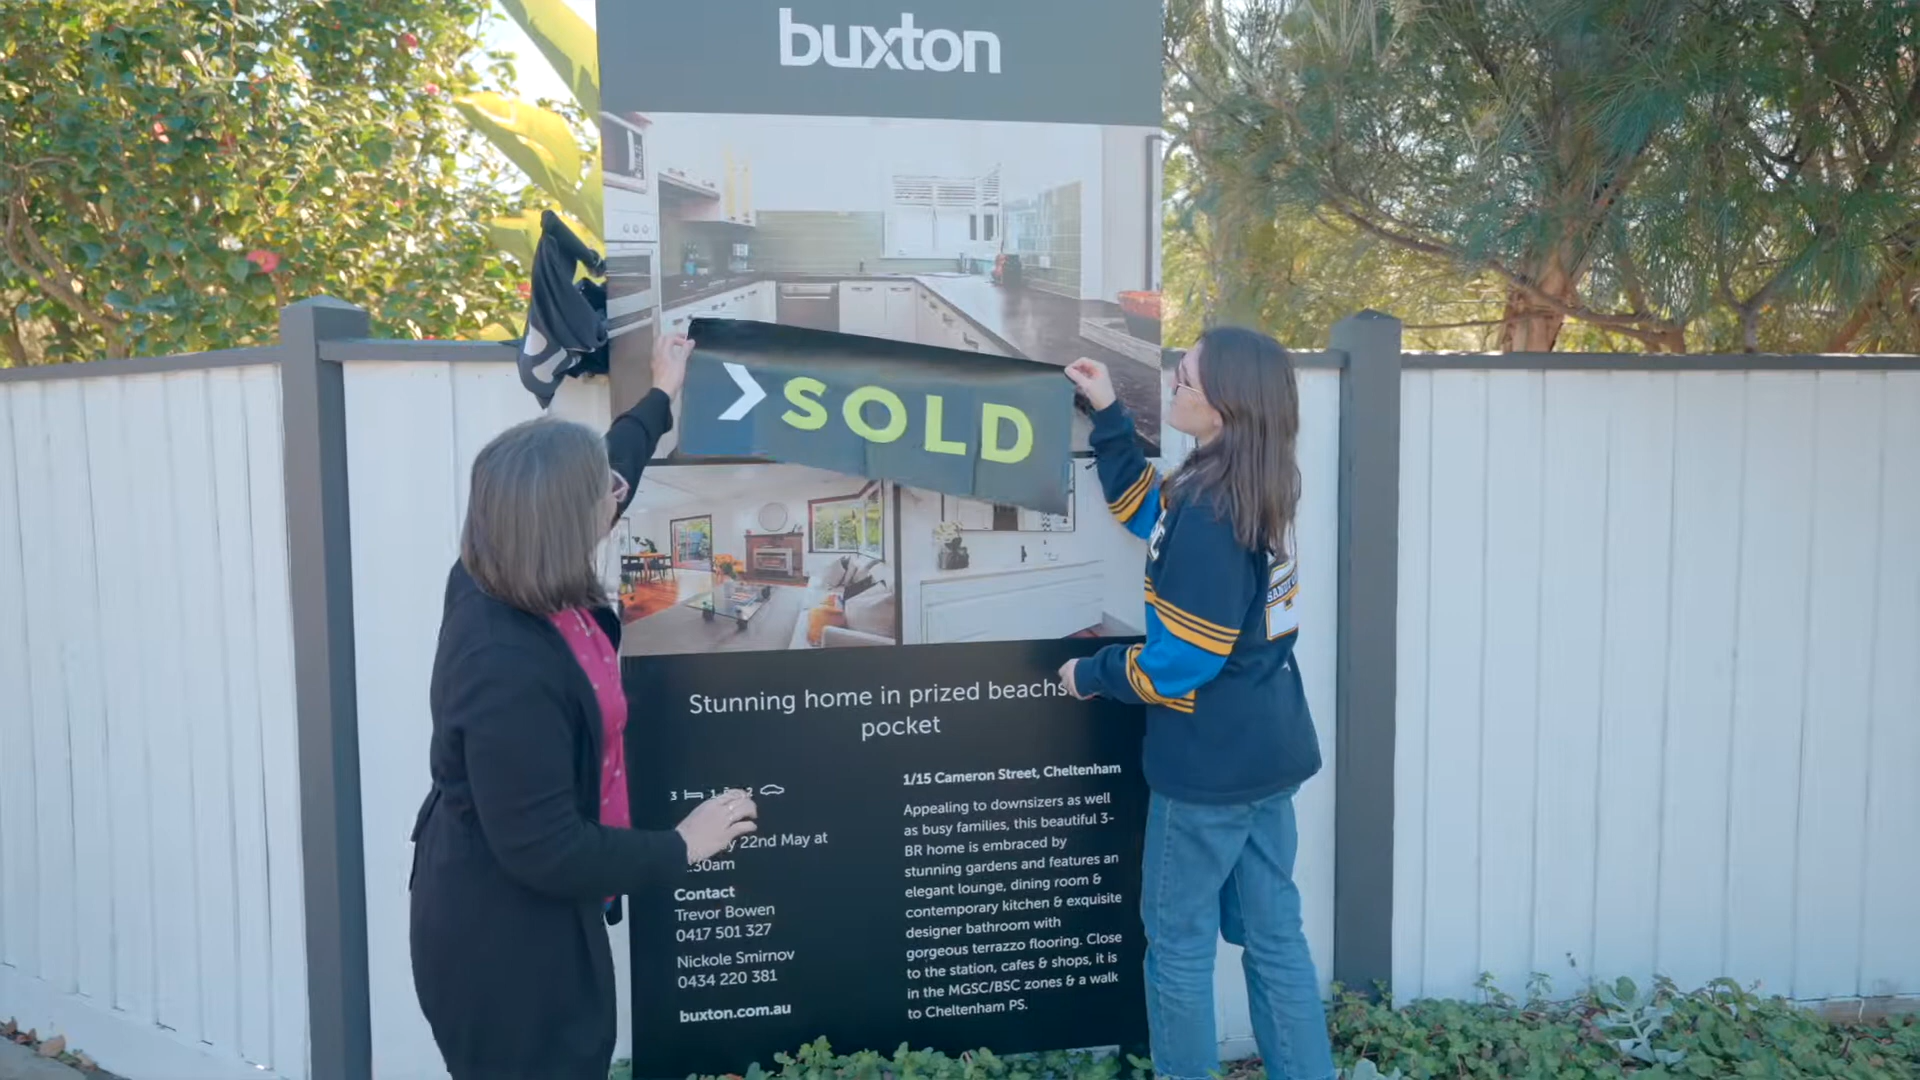 buxton
SOLD
Stunning home in prized
pocket
3 1 2
22nd May at
Contact
Trevor Bowen
0417 501 327
Nickole Smirnov
0434 220 381
buxton.com.au
1/15 Cameron Street, Cheltenham
Appealing to downsizers as well
as busy families, this beautiful 3-
BR home is embraced by
stunning gardens and features an
elegant lounge, dining room &
contemporary kitchen & exquisite
designer bathroom with
gorgeous terrazzo flooring. Close
to the station, cafes & shops, it is
in the MGSC/BSC zones & a walk
to Cheltenham PS.